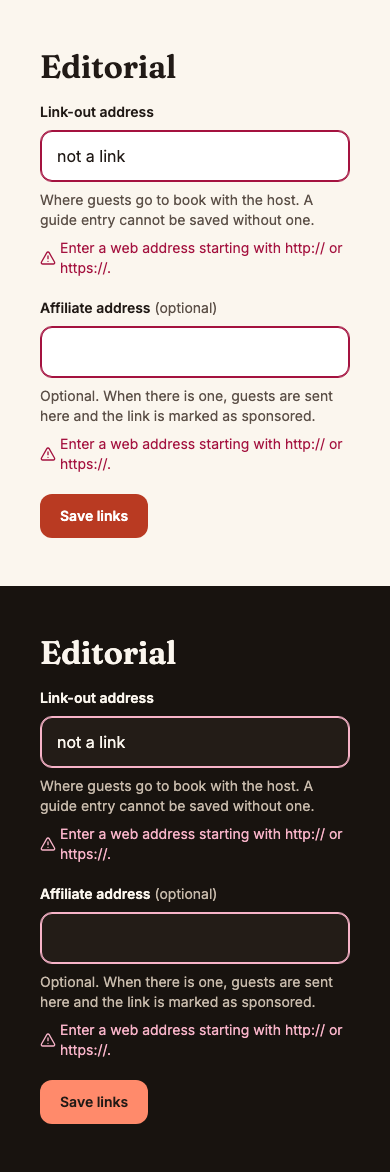 Editorial
Link-out address
not a link
Where guests go to book with the host. A
guide entry cannot be saved without one.
Enter a web address starting with http:// or
https://.
Affiliate address (optional)
Optional. When there is one, guests are sent
here and the link is marked as sponsored.
Enter a web address starting with http:// or
https://.
Save links
Editorial
Link-out address
not a link
Where guests go to book with the host. A
guide entry cannot be saved without one.
Enter a web address starting with http:// or
https://.
Affiliate address (optional)
Optional. When there is one, guests are sent
here and the link is marked as sponsored.
Enter a web address starting with http:// or
https://.
Save links